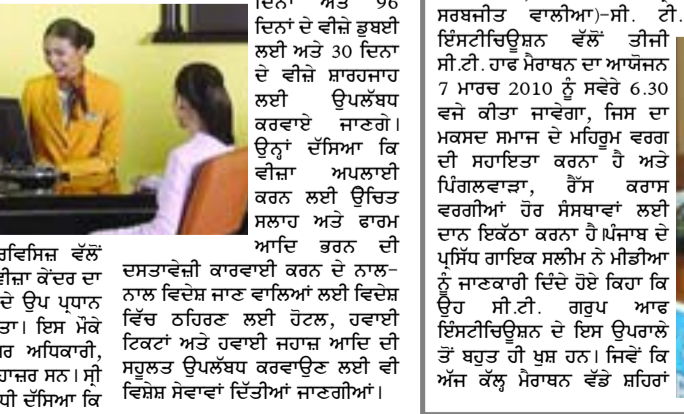 ਦਿਨਾਂ ਅਤੇ 96
ਦਿਨਾਂ ਦੇ ਵੀਜ਼ੇ ਡੁਬਈ
ਲਈ ਅਤੇ 30 ਦਿਨਾ
ਦੇ ਵੀਜ਼ੇ ਸ਼ਾਰਜਾਹ
ਲਈ ਉਪਲੱਬਧ
ਕਰਵਾਏ ਜਾਣਗੇ।
ਉਨ੍ਹਾਂ ਦੱਸਿਆ ਕਿ
ਵੀਜ਼ਾ ਅਪਲਾਈ
ਕਰਨ ਲਈ ਉਚਿਤ
ਸਲਾਹ ਅਤੇ ਫਾਰਮ
ਆਦਿ ਭਰਨ ਦੀ
ਰਵਿਸਿਜ਼ ਵੱਲੋਂ
ਵੀਜ਼ਾ ਕੇਂਦਰ ਦਾ
ਦੇ ਉਪ ਪ੍ਰਧਾਨ
ਤਾ। ਇਸ ਮੌਕੇ
ਰ ਅਧਿਕਾਰੀ,
ਹਾਜ਼ਰ ਸਨ। ਸ੍ਰੀ
ਧੀ ਦੱਸਿਆ ਕਿ
ਦਸਤਾਵੇਜ਼ੀ ਕਾਰਵਾਈ ਕਰਨ ਦੇ ਨਾਲ-
ਨਾਲ ਵਿਦੇਸ਼ ਜਾਣ ਵਾਲਿਆਂ ਲਈ ਵਿਦੇਸ਼
ਵਿੱਚ ਠਹਿਰਣ ਲਈ ਹੋਟਲ, ਹਵਾਈ
ਟਿਕਟਾਂ ਅਤੇ ਹਵਾਈ ਜਹਾਜ਼ ਆਦਿ ਦੀ
ਸਹੂਲਤ ਉਪਲੱਬਧ ਕਰਵਾਉਣ ਲਈ ਵੀ
ਵਿਸ਼ੇਸ਼ ਸੇਵਾਵਾਂ ਦਿੱਤੀਆਂ ਜਾਣਗੀਆਂ।
ਸਰਬਜੀਤ ਵਾਲੀਆ)-ਸੀ. ਟੀ.
ਇੰਸਟੀਚਿਊਸ਼ਨ ਵੱਲੋਂ ਤੀਜੀ
ਸੀ.ਟੀ. ਹਾਫ ਮੈਰਾਥਨ ਦਾ ਆਯੋਜਨ
7 ਮਾਰਚ 2010 ਨੂੰ ਸਵੇਰੇ 6.30
ਵਜੇ ਕੀਤਾ ਜਾਵੇਗਾ, ਜਿਸ ਦਾ
ਮਕਸਦ ਸਮਾਜ ਦੇ ਮਹਿਰੂਮ ਵਰਗ
ਦੀ ਸਹਾਇਤਾ ਕਰਨਾ ਹੈ ਅਤੇ
ਪਿੰਗਲਵਾੜਾ, ਰੈੱਸ ਕਰਾਸ
ਵਰਗੀਆਂ ਹੋਰ ਸੰਸਥਾਵਾਂ ਲਈ
ਦਾਨ ਇਕੱਠਾ ਕਰਨਾ ਹੈ।ਪੰਜਾਬ ਦੇ
ਪ੍ਰਸਿੱਧ ਗਾਇਕ ਸਲੀਮ ਨੇ ਮੀਡੀਆ
ਨੂੰ ਜਾਣਕਾਰੀ ਦਿੰਦੇ ਹੋਏ ਕਿਹਾ ਕਿ
ਉਹ ਸੀ.ਟੀ. ਗਰੁਪ ਆਫ
ਇੰਸਟੀਚਿਊਸ਼ਨ ਦੇ ਇਸ ਉਪਰਾਲੇ
ਤੋਂ ਬਹੁਤ ਹੀ ਖੁਸ਼ ਹਨ। ਜਿਵੇਂ ਕਿ
ਅੱਜ ਕੱਲ੍ਹ ਮੈਰਾਥਨ ਵੱਡੇ ਸ਼ਹਿਰਾਂ